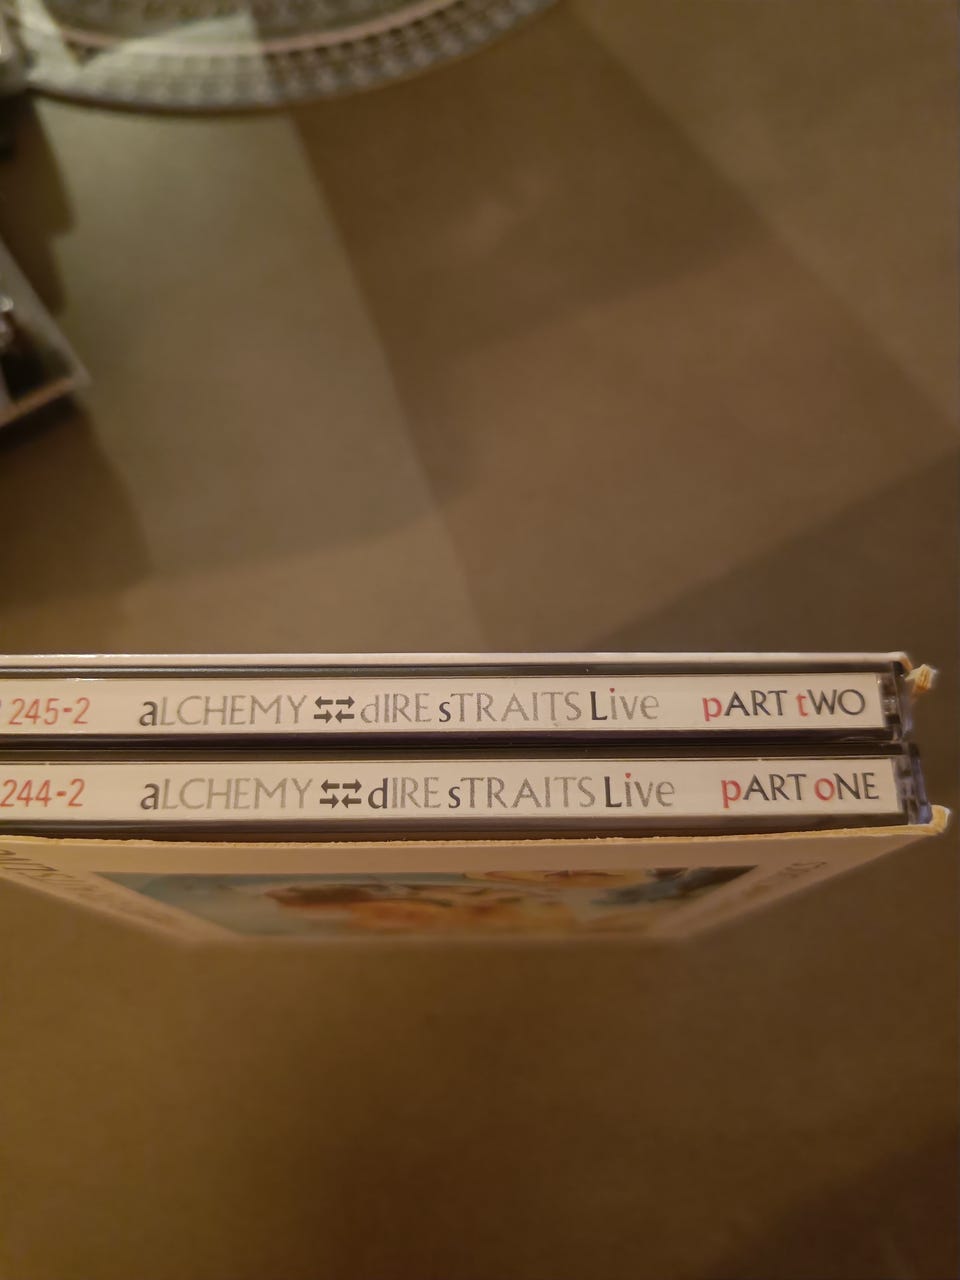 245-2 aLCHEMY ⇆⇄ dIRE sTRAITS Live pART tWO
244-2 aLCHEMY ⇆⇄ dIRE sTRAITS Live pART oNE